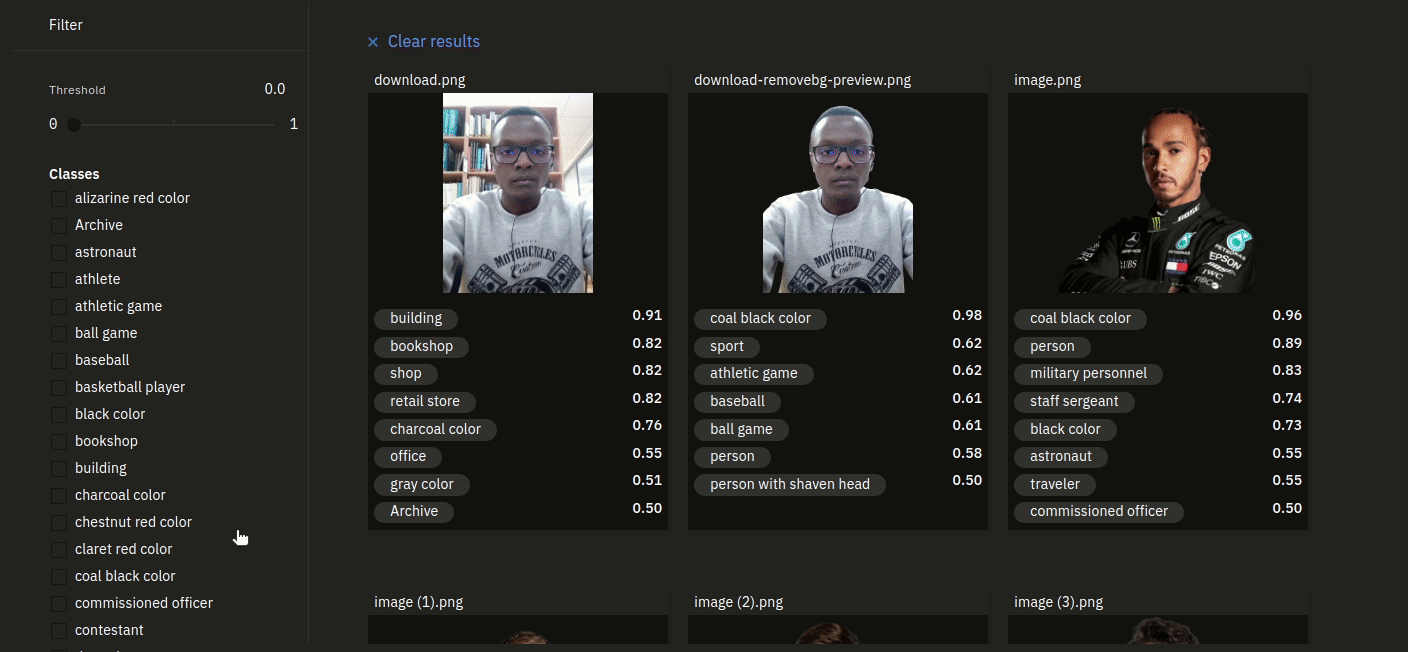 Filter
Threshold 0.0
0 1
Classes
alizarine red color
Archive
astronaut
athlete
athletic game
ball game
baseball
basketball player
black color
bookshop
building
charcoal color
chestnut red color
claret red color
coal black color
commissioned officer
contestant
× Clear results
download.png
MOTORCYCLES
building 0.91
bookshop 0.82
shop 0.82
retail store 0.82
charcoal color 0.76
office 0.55
gray color 0.51
Archive 0.50
download-removebg-preview.png
MOTORCYCLES
coal black color 0.98
sport 0.62
athletic game 0.62
baseball 0.61
ball game 0.61
person 0.58
person with shaven head 0.50
image.png
BOSE
PETRONAS
PETRONAS
EPSON
IWC
coal black color 0.96
person 0.89
military personnel 0.83
staff sergeant 0.74
black color 0.73
astronaut 0.55
traveler 0.55
commissioned officer 0.50
image (1).png
image (2).png
image (3).png